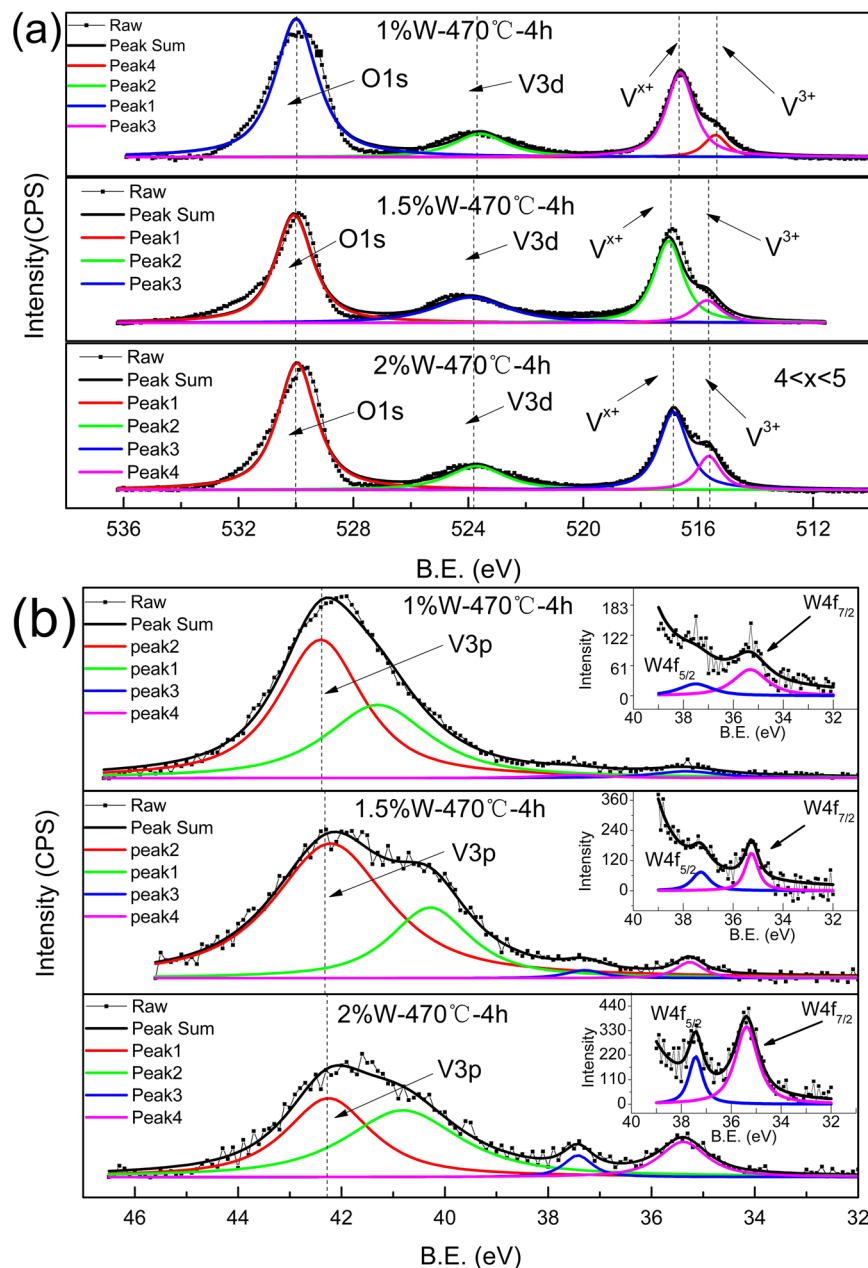 (a)
Raw
Peak Sum
Peak4
Peak2
Peak1
Peak3
1%W-470℃-4h
O1s
V3d
Vˣ⁺
V³⁺
Raw
Peak Sum
Peak1
Peak2
Peak3
1.5%W-470℃-4h
O1s
V3d
Vˣ⁺
V³⁺
Raw
Peak Sum
Peak1
Peak2
Peak3
Peak4
2%W-470℃-4h
O1s
V3d
Vˣ⁺
V³⁺
4<x<5
Intensity(CPS)
536 532 528 524 520 516 512
B.E. (eV)
(b)
Raw
Peak Sum
peak2
peak1
peak3
peak4
1%W-470℃-4h
V3p
183
122
61
0
Intensity
W4f5/2
W4f7/2
40 38 36 34 32
B.E. (eV)
Raw
Peak Sum
peak2
peak1
peak3
peak4
1.5%W-470℃-4h
V3p
360
240
120
0
Intensity
W4f5/2
W4f7/2
40 38 36 34 32
B.E. (eV)
Raw
Peak Sum
Peak1
Peak2
Peak3
Peak4
2%W-470℃-4h
V3p
440
330
220
110
0
Intensity
W4f5/2
W4f7/2
40 38 36 34 32
B.E. (eV)
Intensity (CPS)
46 44 42 40 38 36 34 32
B.E. (eV)